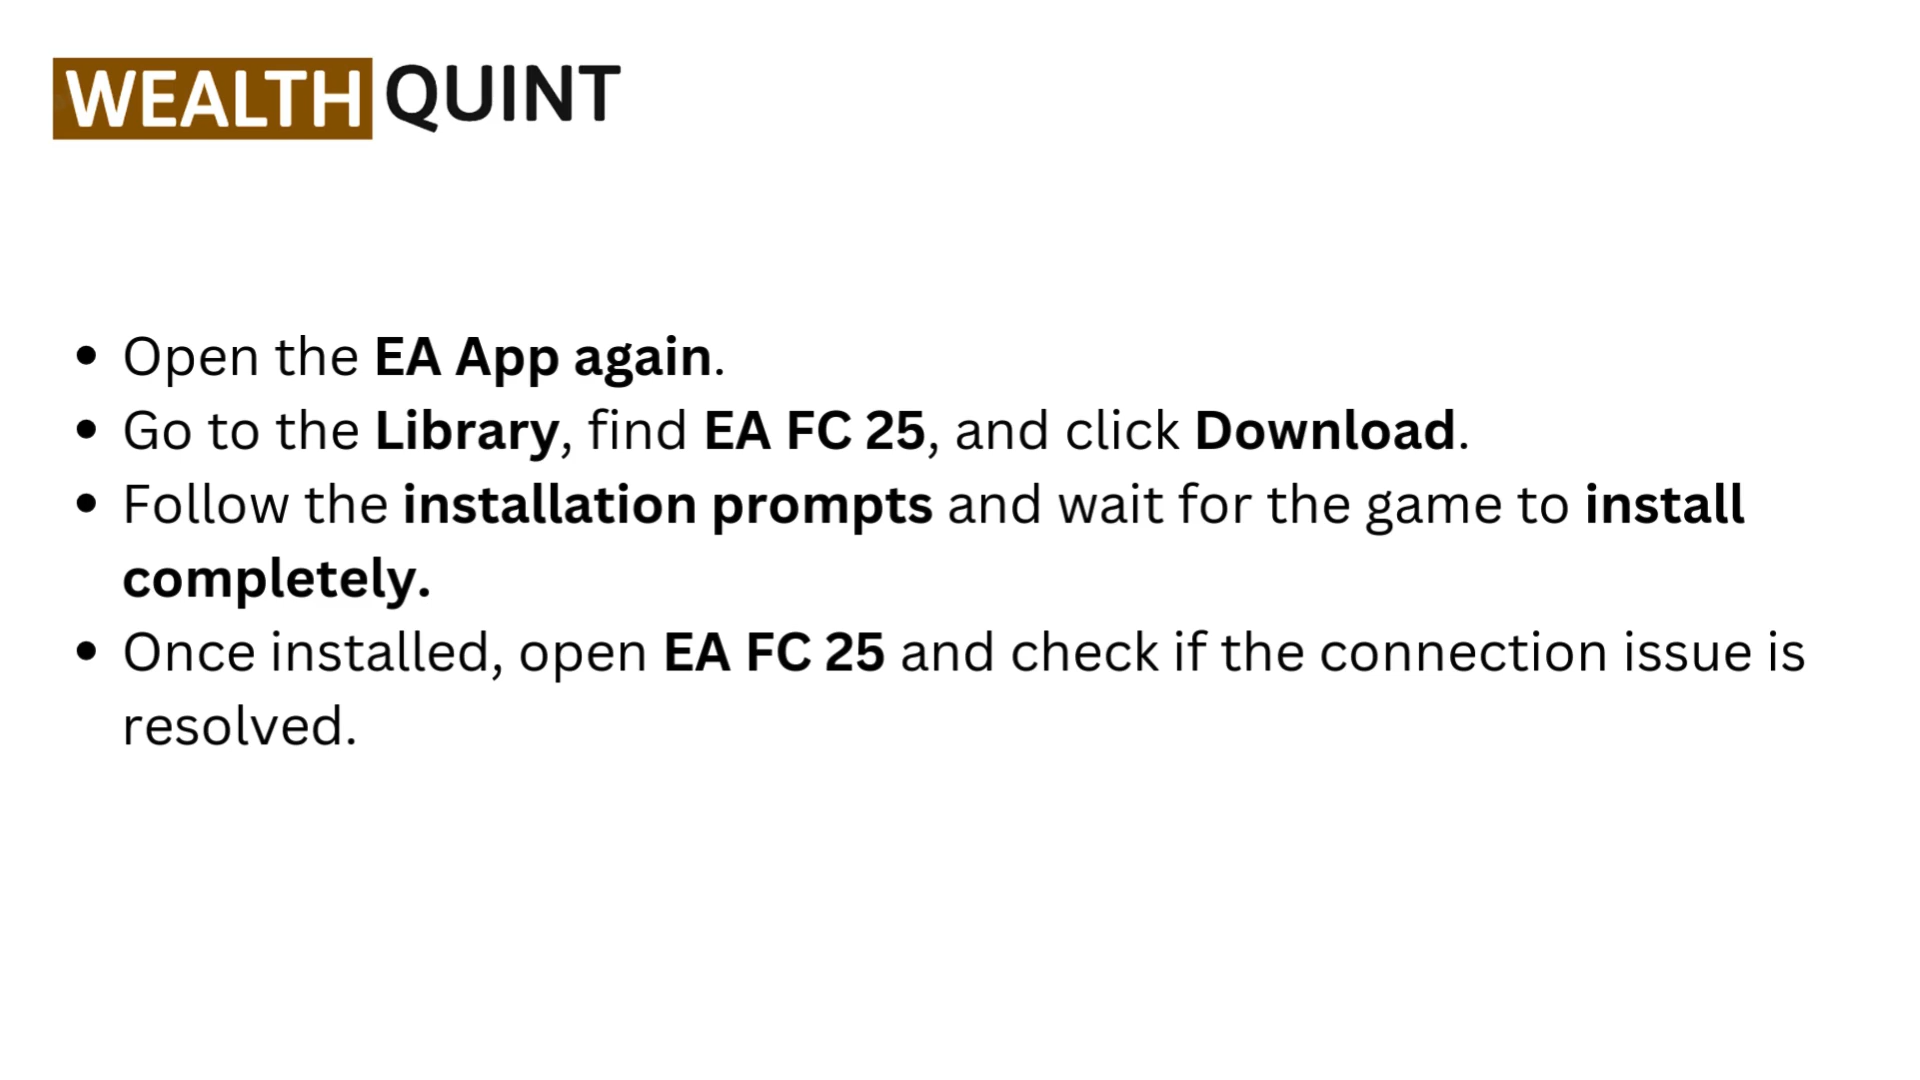 WEALTH QUINT
Open the EA App again.
Go to the Library, find EA FC 25, and click Download.
Follow the installation prompts and wait for the game to install
completely.
Once installed, open EA FC 25 and check if the connection issue is
resolved.